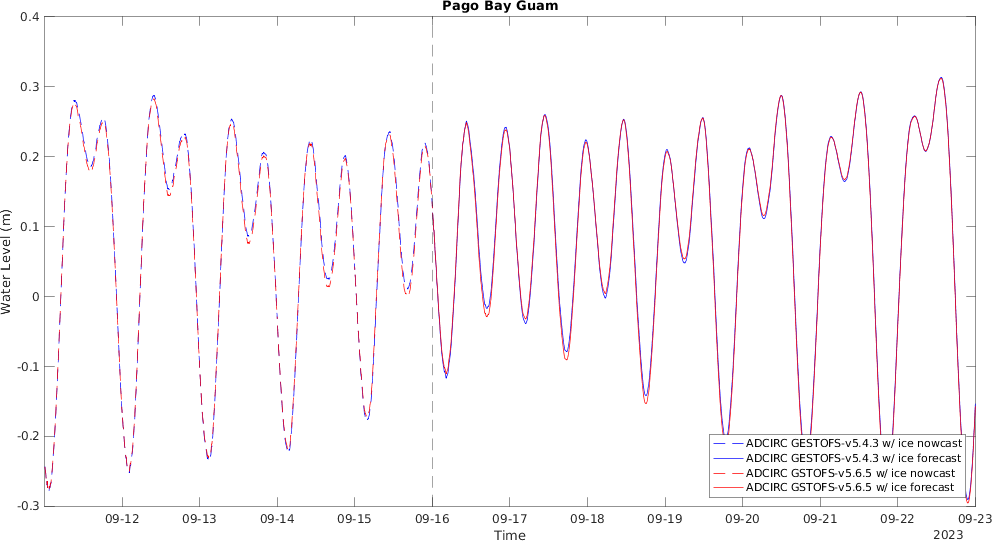 Pago Bay Guam
0.4
0.3
0.2
0.1
0
-0.1
-0.2
-0.3
Water Level (m)
09-12 09-13 09-14 09-15 09-16 09-17 09-18 09-19 09-20 09-21 09-22 09-23
Time
2023
ADCIRC GESTOFS-v5.4.3 w/ ice nowcast
ADCIRC GESTOFS-v5.4.3 w/ ice forecast
ADCIRC GSTOFS-v5.6.5 w/ ice nowcast
ADCIRC GSTOFS-v5.6.5 w/ ice forecast